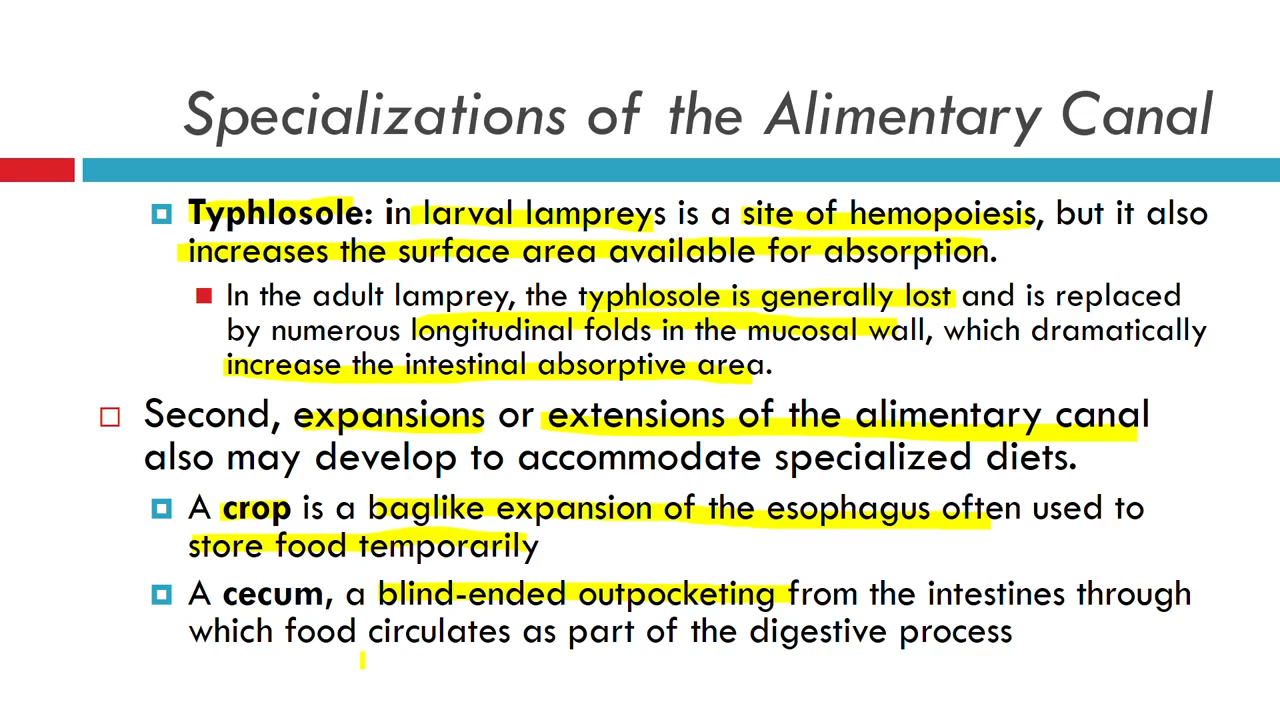 Specializations of the Alimentary Canal
Typhlosole: in larval lampreys is a site of hemopoiesis, but it also
increases the surface area available for absorption.
In the adult lamprey, the typhlosole is generally lost and is replaced
by numerous longitudinal folds in the mucosal wall, which dramatically
increase the intestinal absorptive area.
Second, expansions or extensions of the alimentary canal
also may develop to accommodate specialized diets.
A crop is a baglike expansion of the esophagus often used to
store food temporarily
A cecum, a blind-ended outpocketing from the intestines through
which food circulates as part of the digestive process